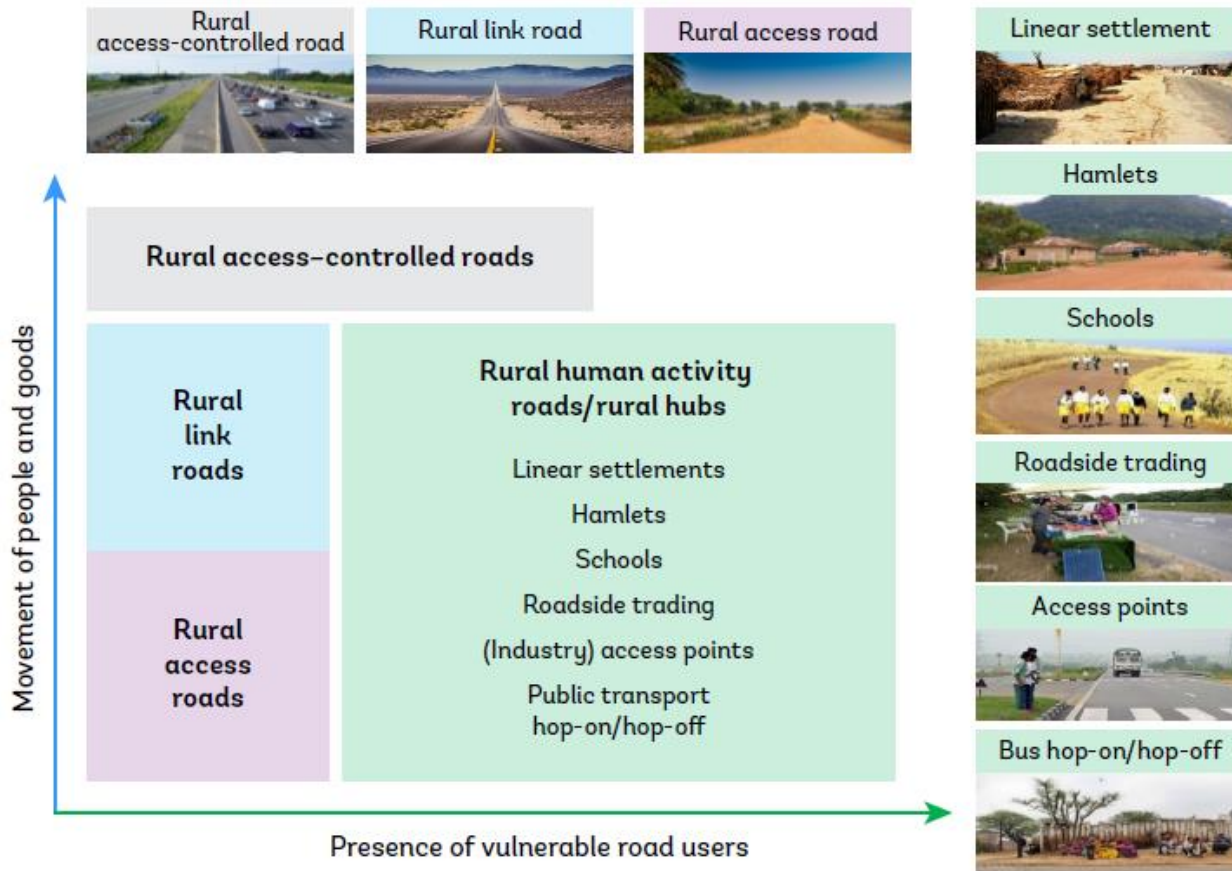 Rural
access-controlled road
Rural link road
Rural access road
Linear settlement
Hamlets
Schools
Roadside trading
Access points
Bus hop-on/hop-off
Movement of people and goods
Rural access–controlled roads
Rural
link
roads
Rural
access
roads
Rural human activity
roads/rural hubs
Linear settlements
Hamlets
Schools
Roadside trading
(Industry) access points
Public transport
hop-on/hop-off
Presence of vulnerable road users